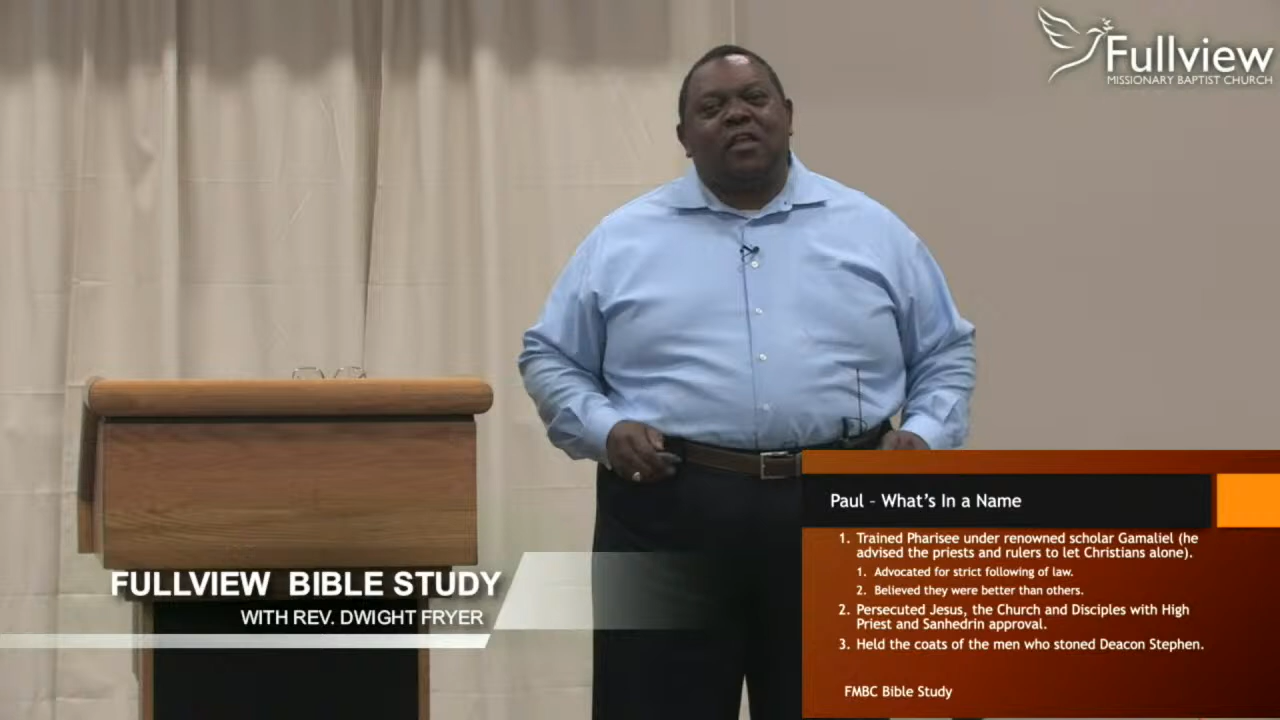 Fullview
MISSIONARY BAPTIST CHURCH
FULLVIEW BIBLE STUDY
WITH REV. DWIGHT FRYER
Paul – What's In a Name
1. Trained Pharisee under renowned scholar Gamaliel (he
advised the priests and rulers to let Christians alone).
1. Advocated for strict following of law.
2. Believed they were better than others.
2. Persecuted Jesus, the Church and Disciples with High
Priest and Sanhedrin approval.
3. Held the coats of the men who stoned Deacon Stephen.
FMBC Bible Study